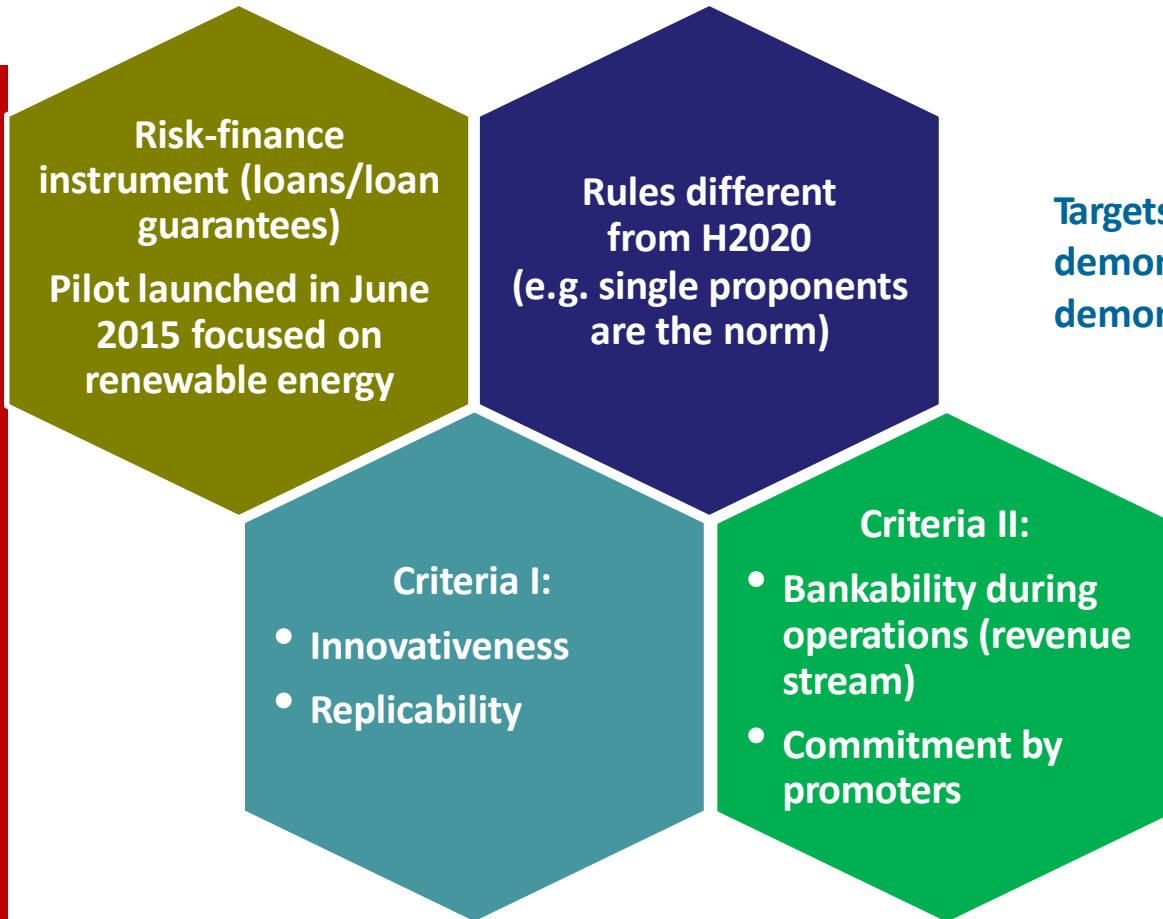 Risk-finance
instrument (loans/loan
guarantees)
Pilot launched in June
2015 focused on
renewable energy
Rules different
from H2020
(e.g. single proponents
are the norm)
Criteria I:
• Innovativeness
• Replicability
Criteria II:
• Bankability during
operations (revenue
stream)
• Commitment by
promoters